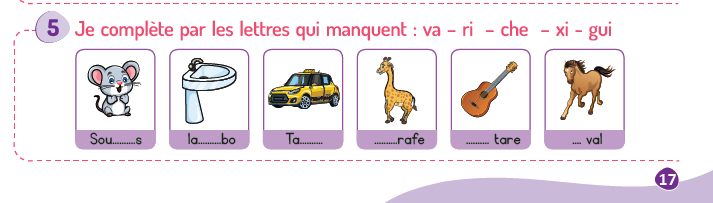 5 Je complète par les lettres qui manquent : va – ri – che – xi – gui
Sou..........s la..........bo Ta.......... ..........rafe .......... tare .... val
17